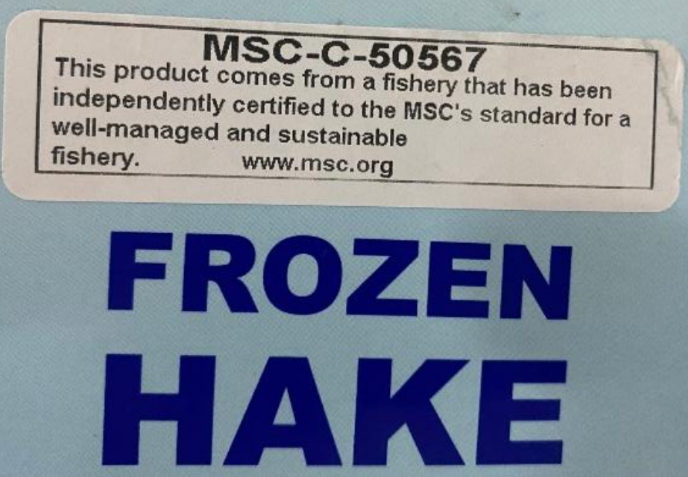 MSC-C-50567
This product comes from a fishery that has been
independently certified to the MSC's standard for a
well-managed and sustainable
fishery. www.msc.org
FROZEN
HAKE